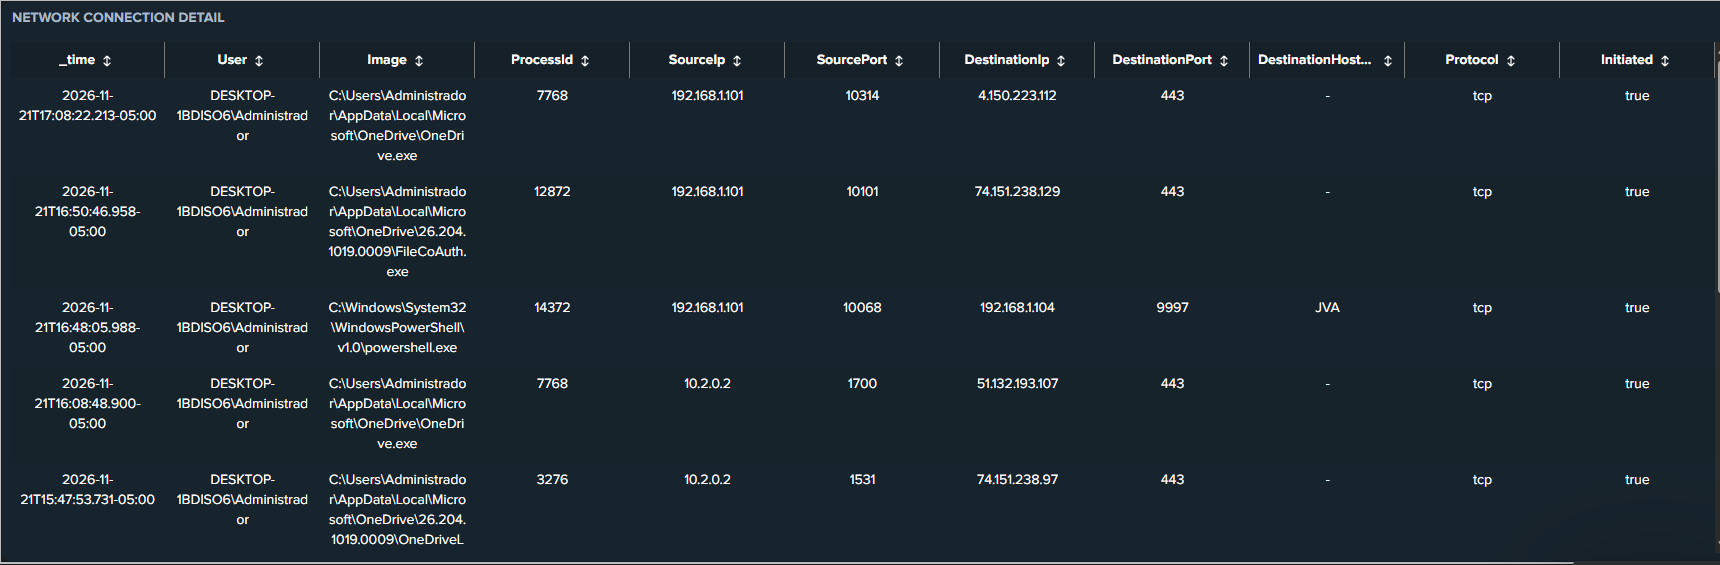 NETWORK CONNECTION DETAIL
_time User Image ProcessId SourceIp SourcePort DestinationIp DestinationPort DestinationHost... Protocol Initiated
2026-11- DESKTOP- C:\Users\Administrado 7768 192.168.1.101 10314 4.150.223.112 443 - tcp true
21T17:08:22.213-05:00 1BDISO6\Administrad r\AppData\Local\Micro
or soft\OneDrive\OneDri
ve.exe
2026-11- DESKTOP- C:\Users\Administrado 12872 192.168.1.101 10101 74.151.238.129 443 - tcp true
21T16:50:46.958- 1BDISO6\Administrad r\AppData\Local\Micro
05:00 or soft\OneDrive\26.204.
1019.0009\FileCoAuth.
exe
2026-11- DESKTOP- C:\Windows\System32 14372 192.168.1.101 10068 192.168.1.104 9997 JVA tcp true
21T16:48:05.988- 1BDISO6\Administrad \WindowsPowerShell\
05:00 or v1.0\powershell.exe
2026-11- DESKTOP- C:\Users\Administrado 7768 10.2.0.2 1700 51.132.193.107 443 - tcp true
21T16:08:48.900- 1BDISO6\Administrad r\AppData\Local\Micro
05:00 or soft\OneDrive\OneDri
ve.exe
2026-11- DESKTOP- C:\Users\Administrado 3276 10.2.0.2 1531 74.151.238.97 443 - tcp true
21T15:47:53.731-05:00 1BDISO6\Administrad r\AppData\Local\Micro
or soft\OneDrive\26.204.
1019.0009\OneDriveL